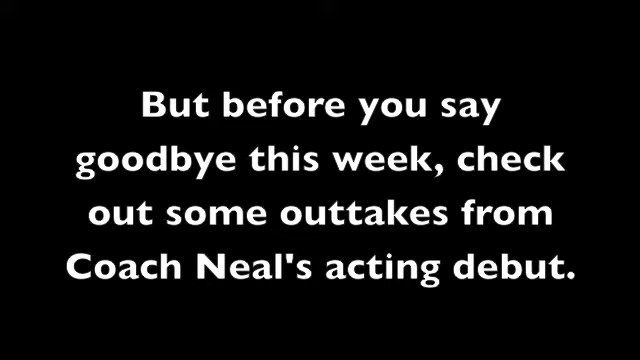 But before you say
goodbye this week, check
out some outtakes from
Coach Neal's acting debut.